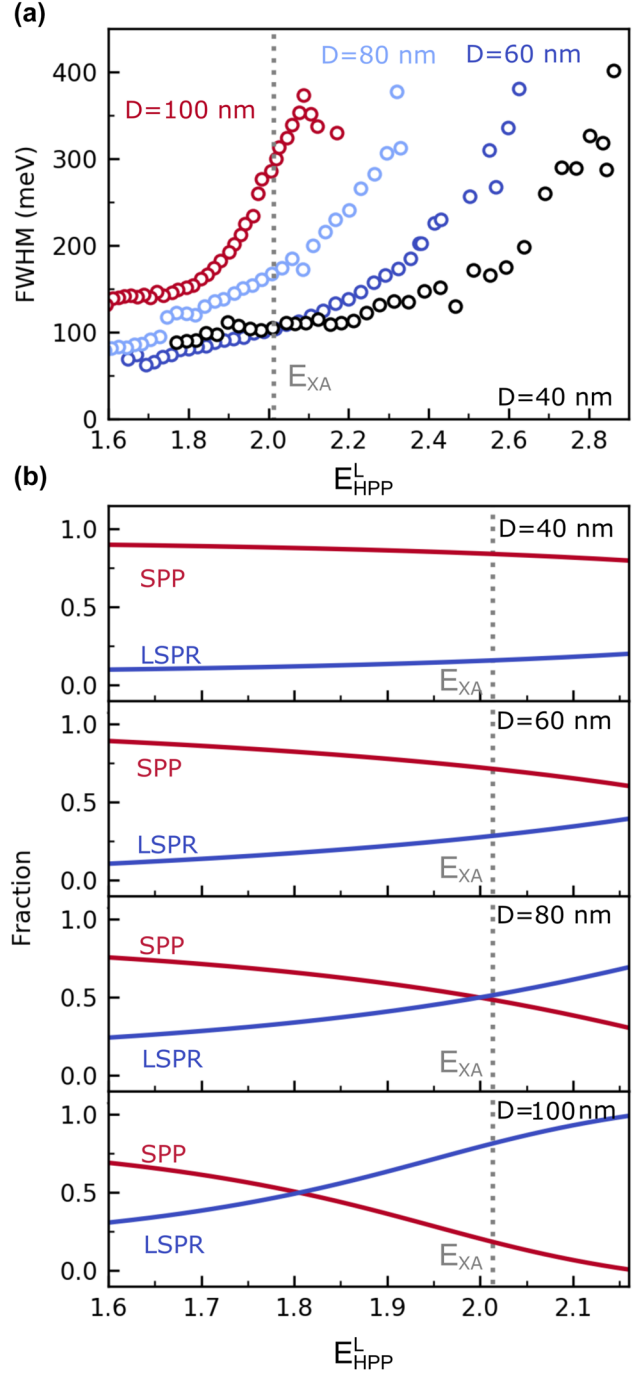 (a)
400
300
200
100
0
FWHM (meV)
D=80 nm
D=60 nm
D=100 nm
E_XA
D=40 nm
1.6 1.8 2.0 2.2 2.4 2.6 2.8
E^L_HPP
(b)
Fraction
1.0
0.5
0.0
D=40 nm
SPP
LSPR
E_XA
1.0
0.5
0.0
D=60 nm
SPP
LSPR
E_XA
1.0
0.5
0.0
D=80 nm
SPP
LSPR
E_XA
1.0
0.5
0.0
D=100 nm
SPP
LSPR
E_XA
1.6 1.7 1.8 1.9 2.0 2.1
E^L_HPP